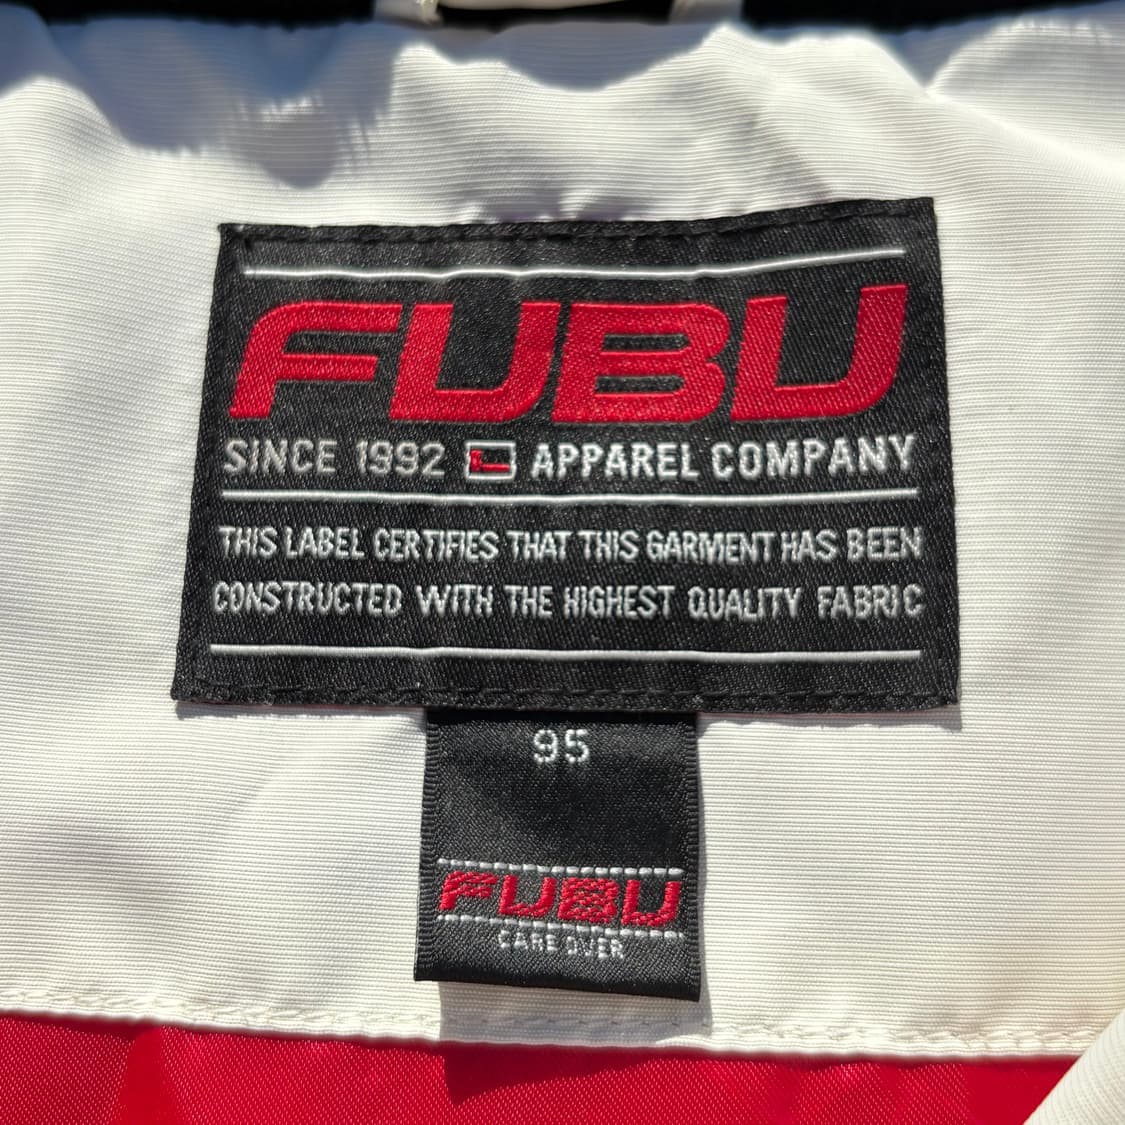 FUBU
SINCE 1992 APPAREL COMPANY
THIS LABEL CERTIFIES THAT THIS GARMENT HAS BEEN
CONSTRUCTED WITH THE HIGHEST QUALITY FABRIC
95
FUBU
CARE OVER